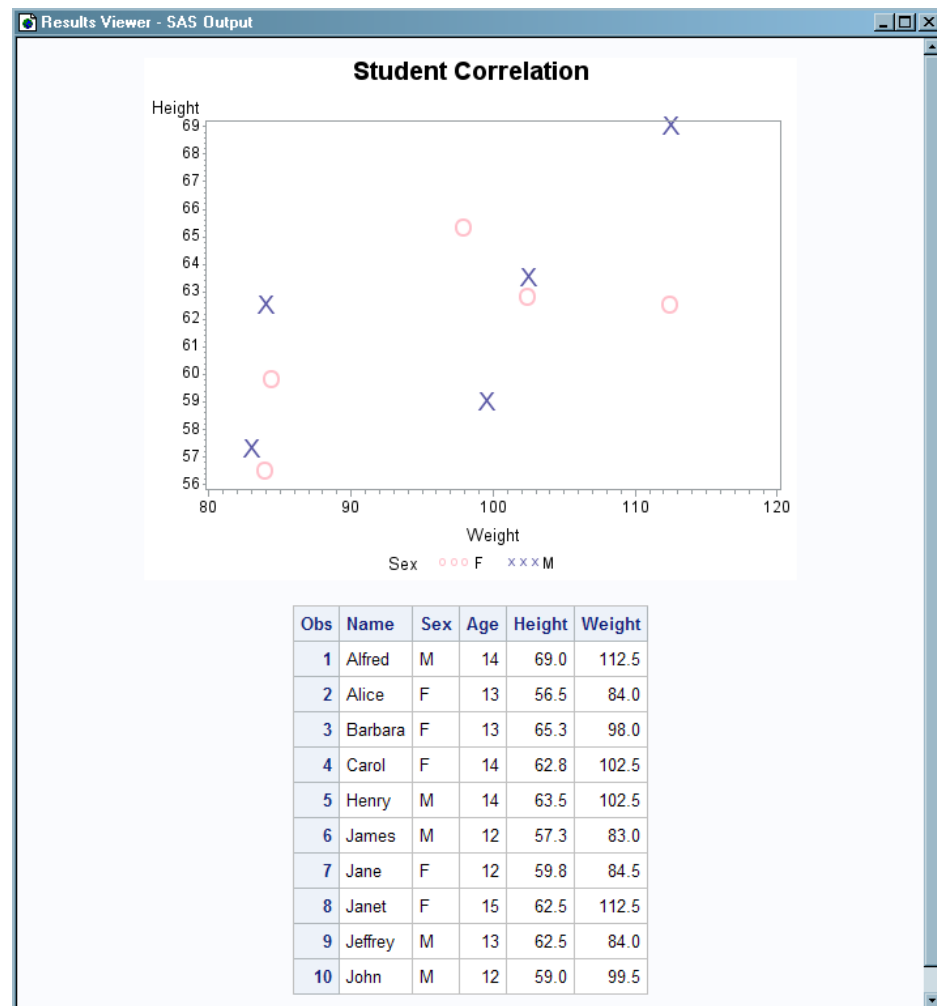 Results Viewer - SAS Output
Student Correlation
Height
69
68
67
66
65
64
63
62
61
60
59
58
57
56
80 90 100 110 120
Weight
Sex ooo F xxx M
Obs Name Sex Age Height Weight
1 Alfred M 14 69.0 112.5
2 Alice F 13 56.5 84.0
3 Barbara F 13 65.3 98.0
4 Carol F 14 62.8 102.5
5 Henry M 14 63.5 102.5
6 James M 12 57.3 83.0
7 Jane F 12 59.8 84.5
8 Janet F 15 62.5 112.5
9 Jeffrey M 13 62.5 84.0
10 John M 12 59.0 99.5